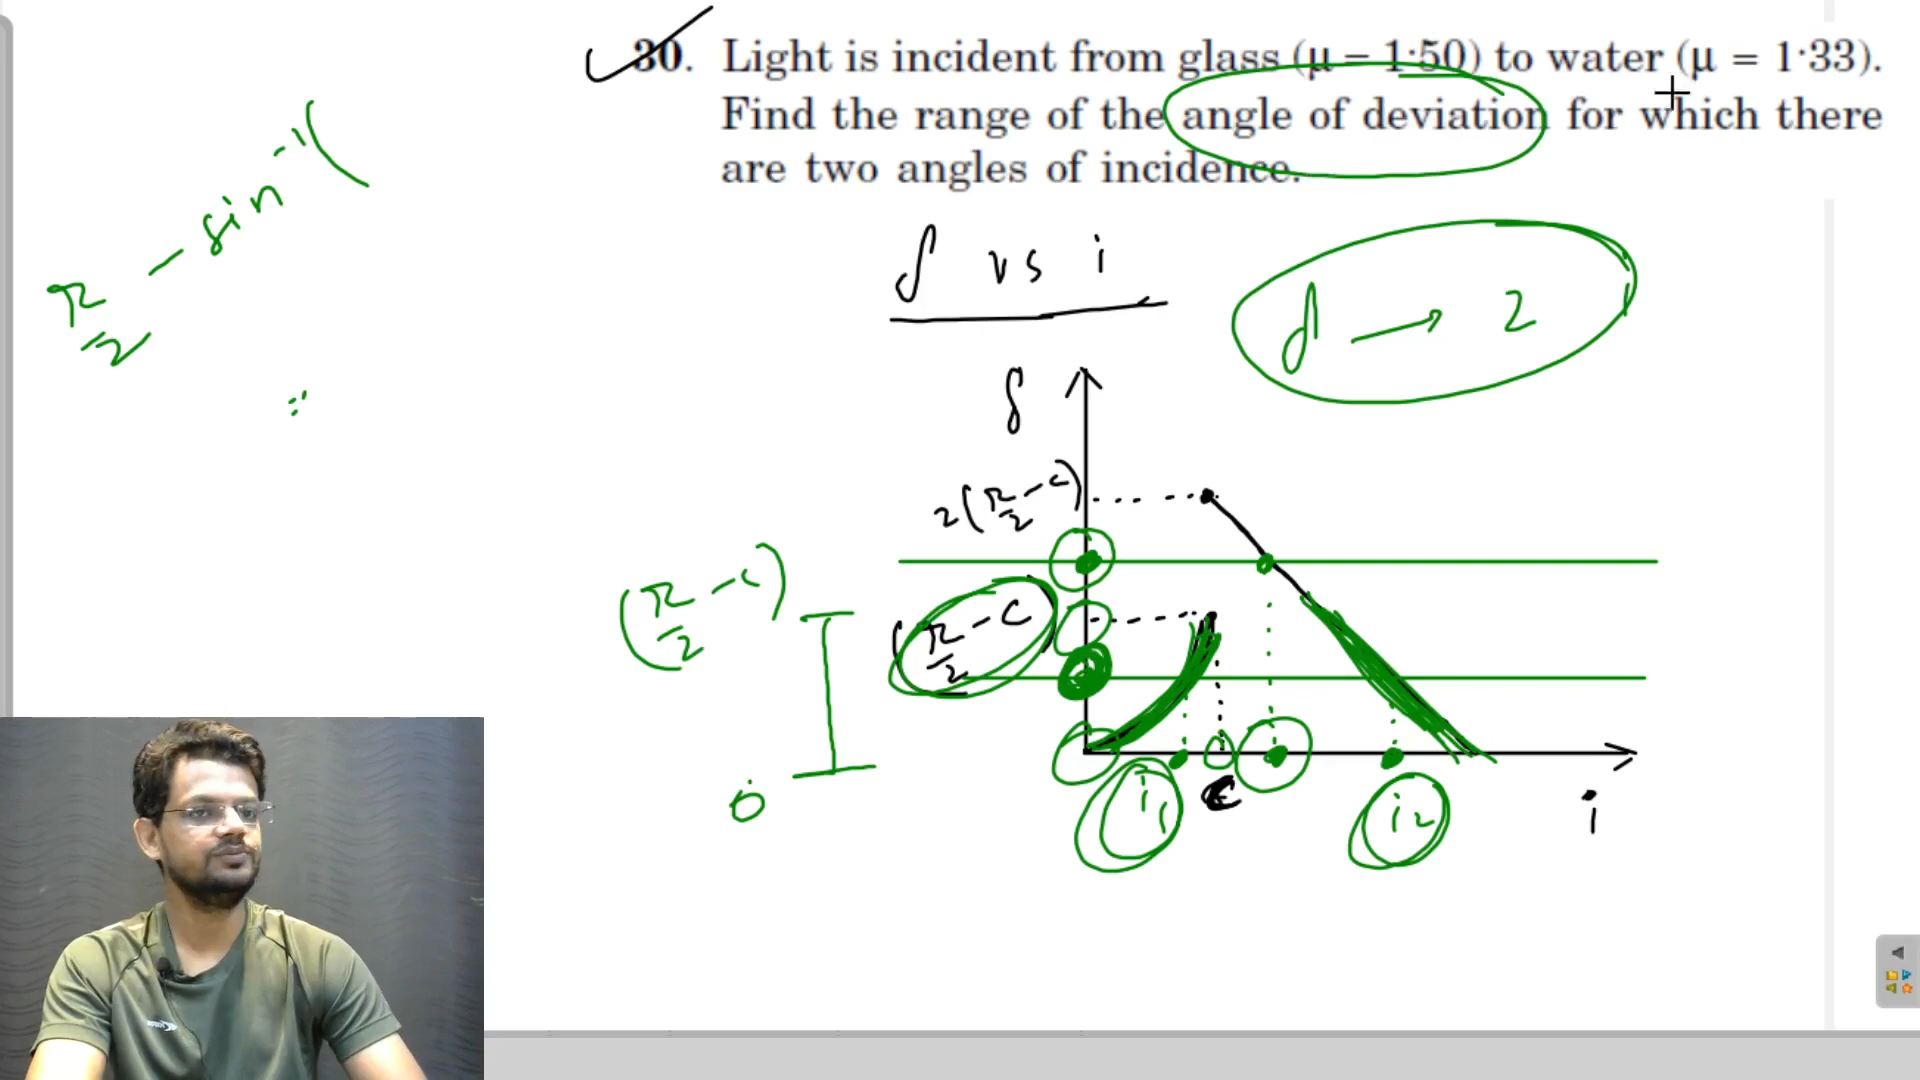 30. Light is incident from glass (μ = 1·50) to water (μ = 1·33).
Find the range of the angle of deviation for which there
are two angles of incidence.
π/2 - sin⁻¹(
δ vs i
δ → 2
δ
2(π/2 - c)
(π/2 - c)
(π/2 - c)
0
i₁
c
i₂
i